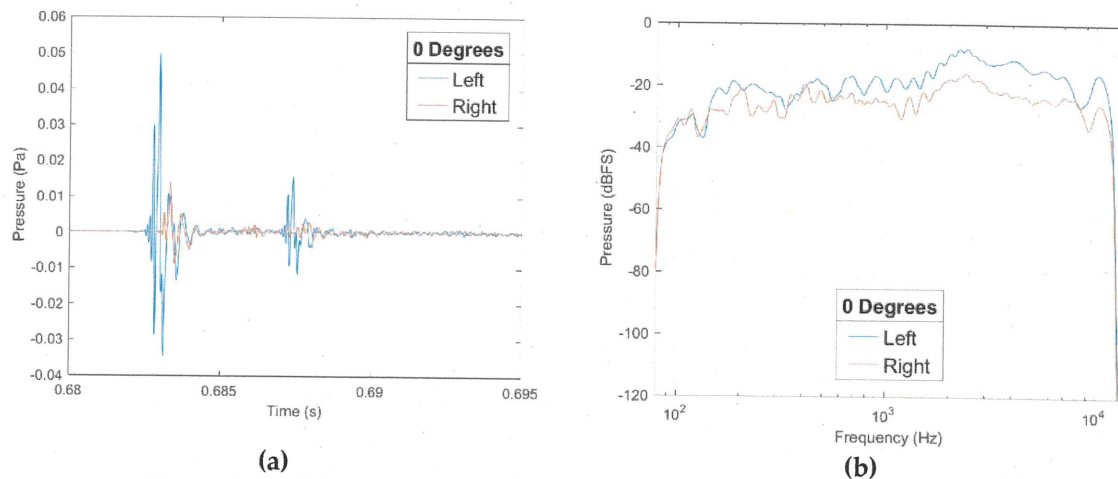 0.06
0.05
0.04
0.03
0.02
0.01
0
-0.01
-0.02
-0.03
-0.04
Pressure (Pa)
0 Degrees
Left
Right
0.68
0.685
0.69
0.695
Time (s)
(a)
0
-20
-40
-60
-80
-100
-120
Pressure (dBFS)
0 Degrees
Left
Right
10²
10³
10⁴
Frequency (Hz)
(b)